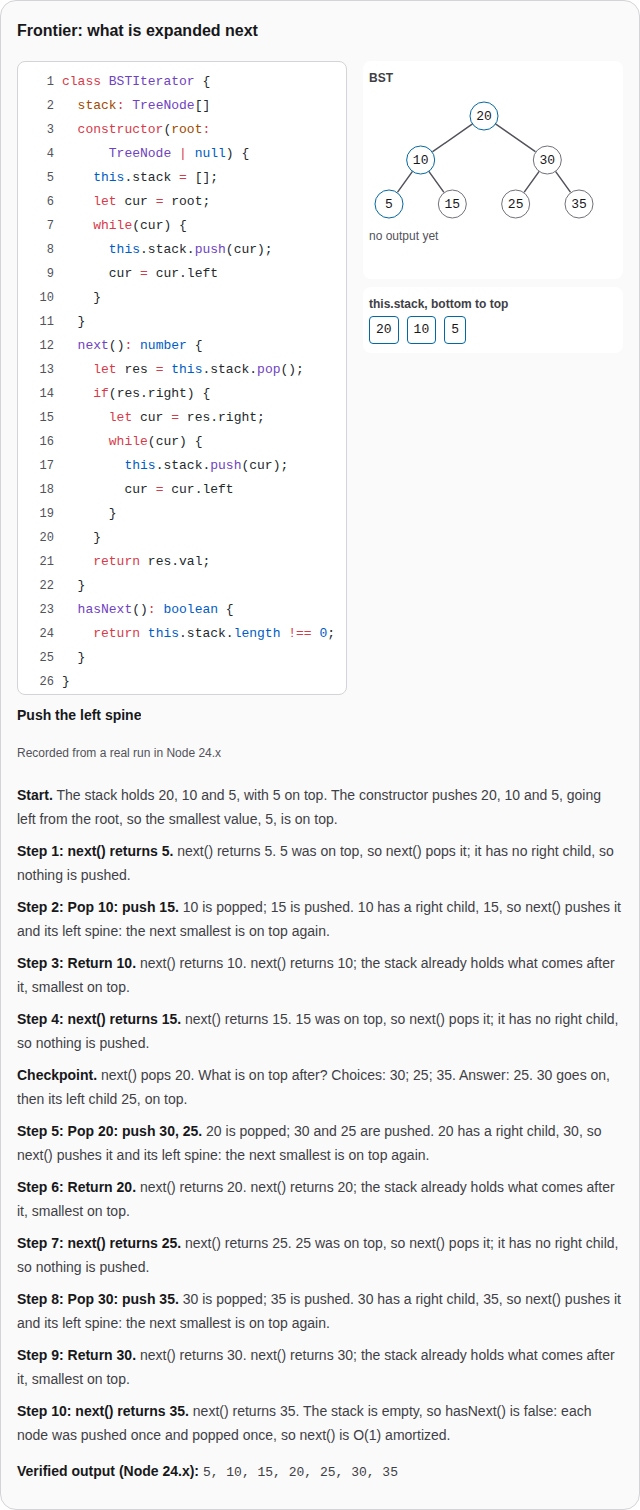 Frontier: what is expanded next
1 class BSTIterator {
2 stack: TreeNode[]
3 constructor(root:
4 TreeNode | null) {
5 this.stack = [];
6 let cur = root;
7 while(cur) {
8 this.stack.push(cur);
9 cur = cur.left
10 }
11 }
12 next(): number {
13 let res = this.stack.pop();
14 if(res.right) {
15 let cur = res.right;
16 while(cur) {
17 this.stack.push(cur);
18 cur = cur.left
19 }
20 }
21 return res.val;
22 }
23 hasNext(): boolean {
24 return this.stack.length !== 0;
25 }
26 }
BST
20
10 30
5 15 25 35
no output yet
this.stack, bottom to top
20 10 5
Push the left spine
Recorded from a real run in Node 24.x
Start. The stack holds 20, 10 and 5, with 5 on top. The constructor pushes 20, 10 and 5, going
left from the root, so the smallest value, 5, is on top.
Step 1: next() returns 5. next() returns 5. 5 was on top, so next() pops it; it has no right child, so
nothing is pushed.
Step 2: Pop 10: push 15. 10 is popped; 15 is pushed. 10 has a right child, 15, so next() pushes it
and its left spine: the next smallest is on top again.
Step 3: Return 10. next() returns 10. next() returns 10; the stack already holds what comes after
it, smallest on top.
Step 4: next() returns 15. next() returns 15. 15 was on top, so next() pops it; it has no right child,
so nothing is pushed.
Checkpoint. next() pops 20. What is on top after? Choices: 30; 25; 35. Answer: 25. 30 goes on,
then its left child 25, on top.
Step 5: Pop 20: push 30, 25. 20 is popped; 30 and 25 are pushed. 20 has a right child, 30, so
next() pushes it and its left spine: the next smallest is on top again.
Step 6: Return 20. next() returns 20. next() returns 20; the stack already holds what comes after
it, smallest on top.
Step 7: next() returns 25. next() returns 25. 25 was on top, so next() pops it; it has no right child,
so nothing is pushed.
Step 8: Pop 30: push 35. 30 is popped; 35 is pushed. 30 has a right child, 35, so next() pushes it
and its left spine: the next smallest is on top again.
Step 9: Return 30. next() returns 30. next() returns 30; the stack already holds what comes after
it, smallest on top.
Step 10: next() returns 35. next() returns 35. The stack is empty, so hasNext() is false: each
node was pushed once and popped once, so next() is O(1) amortized.
Verified output (Node 24.x): 5, 10, 15, 20, 25, 30, 35